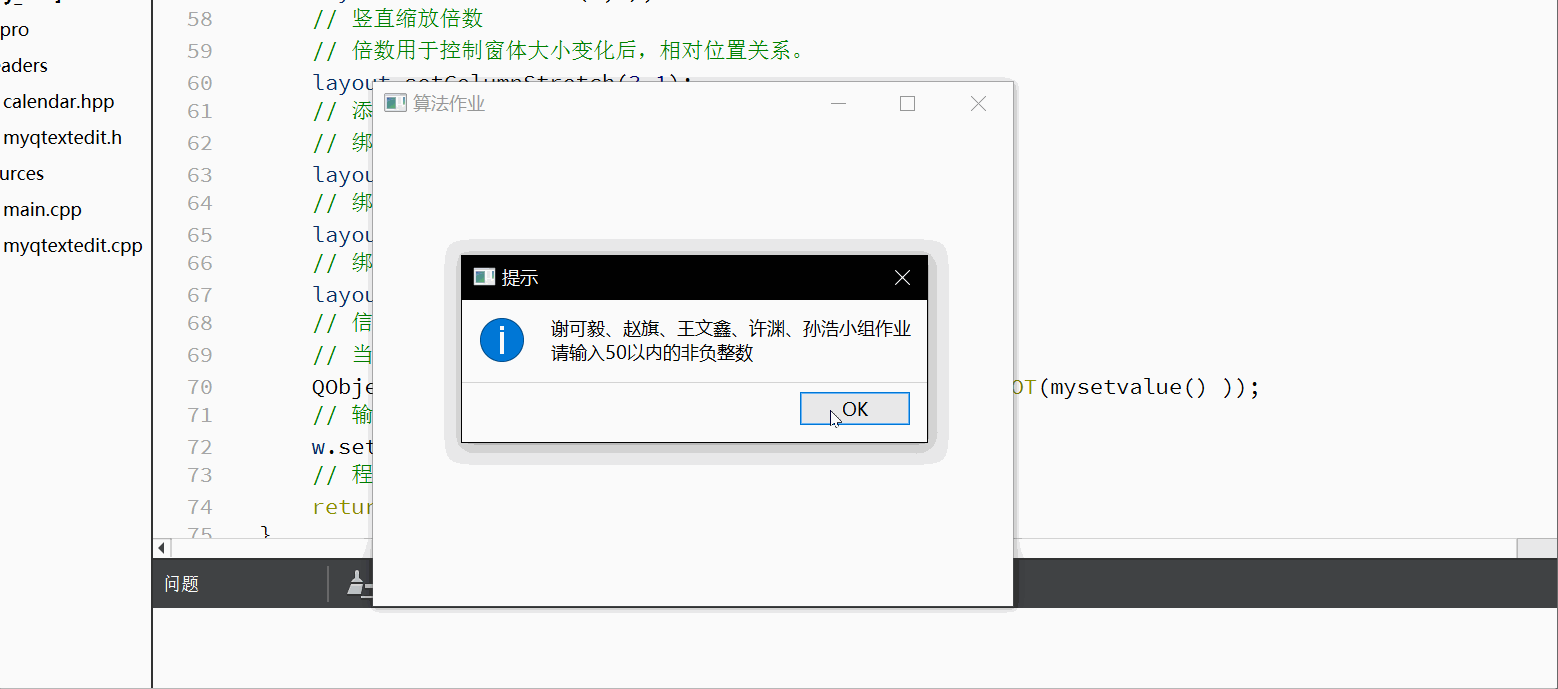 pro
aders
calendar.hpp
myqtextedit.h
urces
main.cpp
myqtextedit.cpp
58 // 竖直缩放倍数
59 // 倍数用于控制窗体大小变化后，相对位置关系。
60 layout.setColumnStretch(3,1);
61 // 添
62 // 绑
63 layou
64 // 绑
65 layou
66 // 绑
67 layou
68 // 信
69 // 当
70 QObje OT(mysetvalue() ));
71 // 输
72 w.set
73 // 程
74 retur
75 }
算法作业
提示
谢可毅、赵旗、王文鑫、许渊、孙浩小组作业
请输入50以内的非负整数
OK
问题